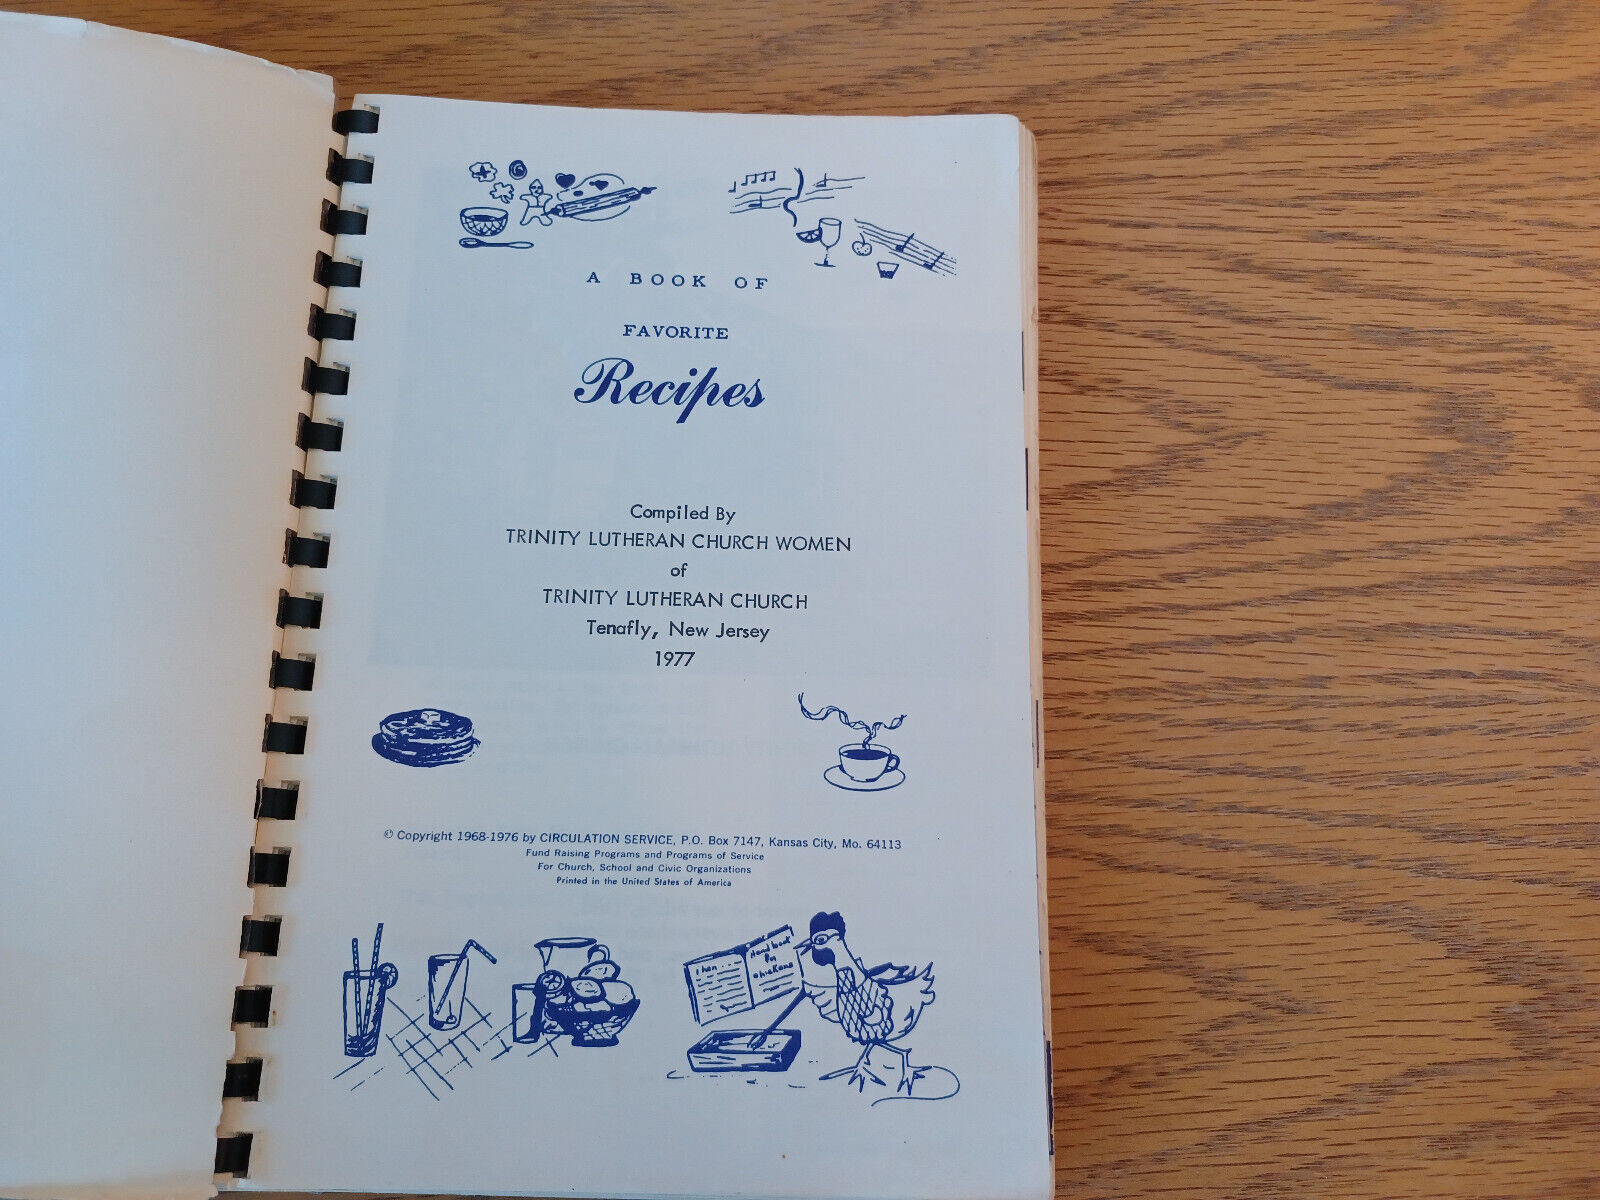 A BOOK OF
FAVORITE
Recipes
Compiled By
TRINITY LUTHERAN CHURCH WOMEN
of
TRINITY LUTHERAN CHURCH
Tenafly, New Jersey
1977
© Copyright 1968-1976 by CIRCULATION SERVICE, P.O. Box 7147, Kansas City, Mo. 64113
Fund Raising Programs and Programs of Service
For Church, School and Civic Organizations
Printed in the United States of America
Hand book